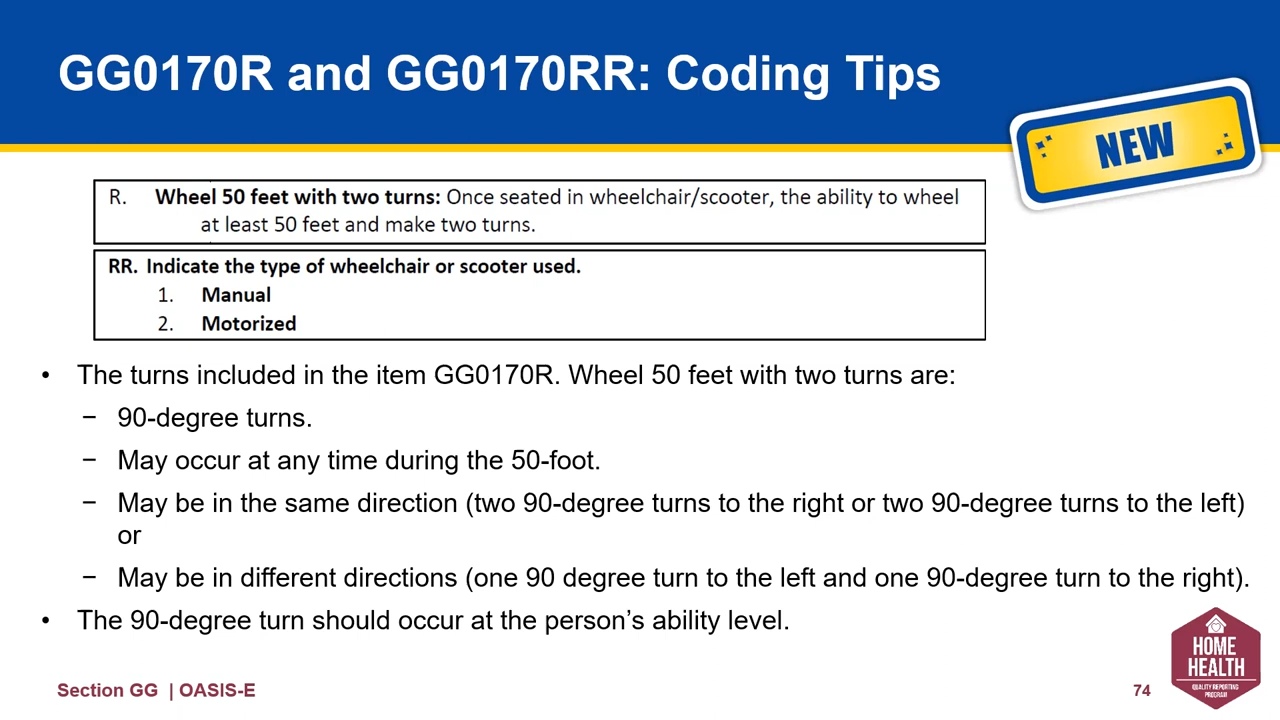 GG0170R and GG0170RR: Coding Tips
NEW
R. Wheel 50 feet with two turns: Once seated in wheelchair/scooter, the ability to wheel
at least 50 feet and make two turns.
RR. Indicate the type of wheelchair or scooter used.
1. Manual
2. Motorized
• The turns included in the item GG0170R. Wheel 50 feet with two turns are:
− 90-degree turns.
− May occur at any time during the 50-foot.
− May be in the same direction (two 90-degree turns to the right or two 90-degree turns to the left)
or
− May be in different directions (one 90 degree turn to the left and one 90-degree turn to the right).
• The 90-degree turn should occur at the person’s ability level.
Section GG | OASIS-E
74
HOME
HEALTH
QUALITY REPORTING
PROGRAM